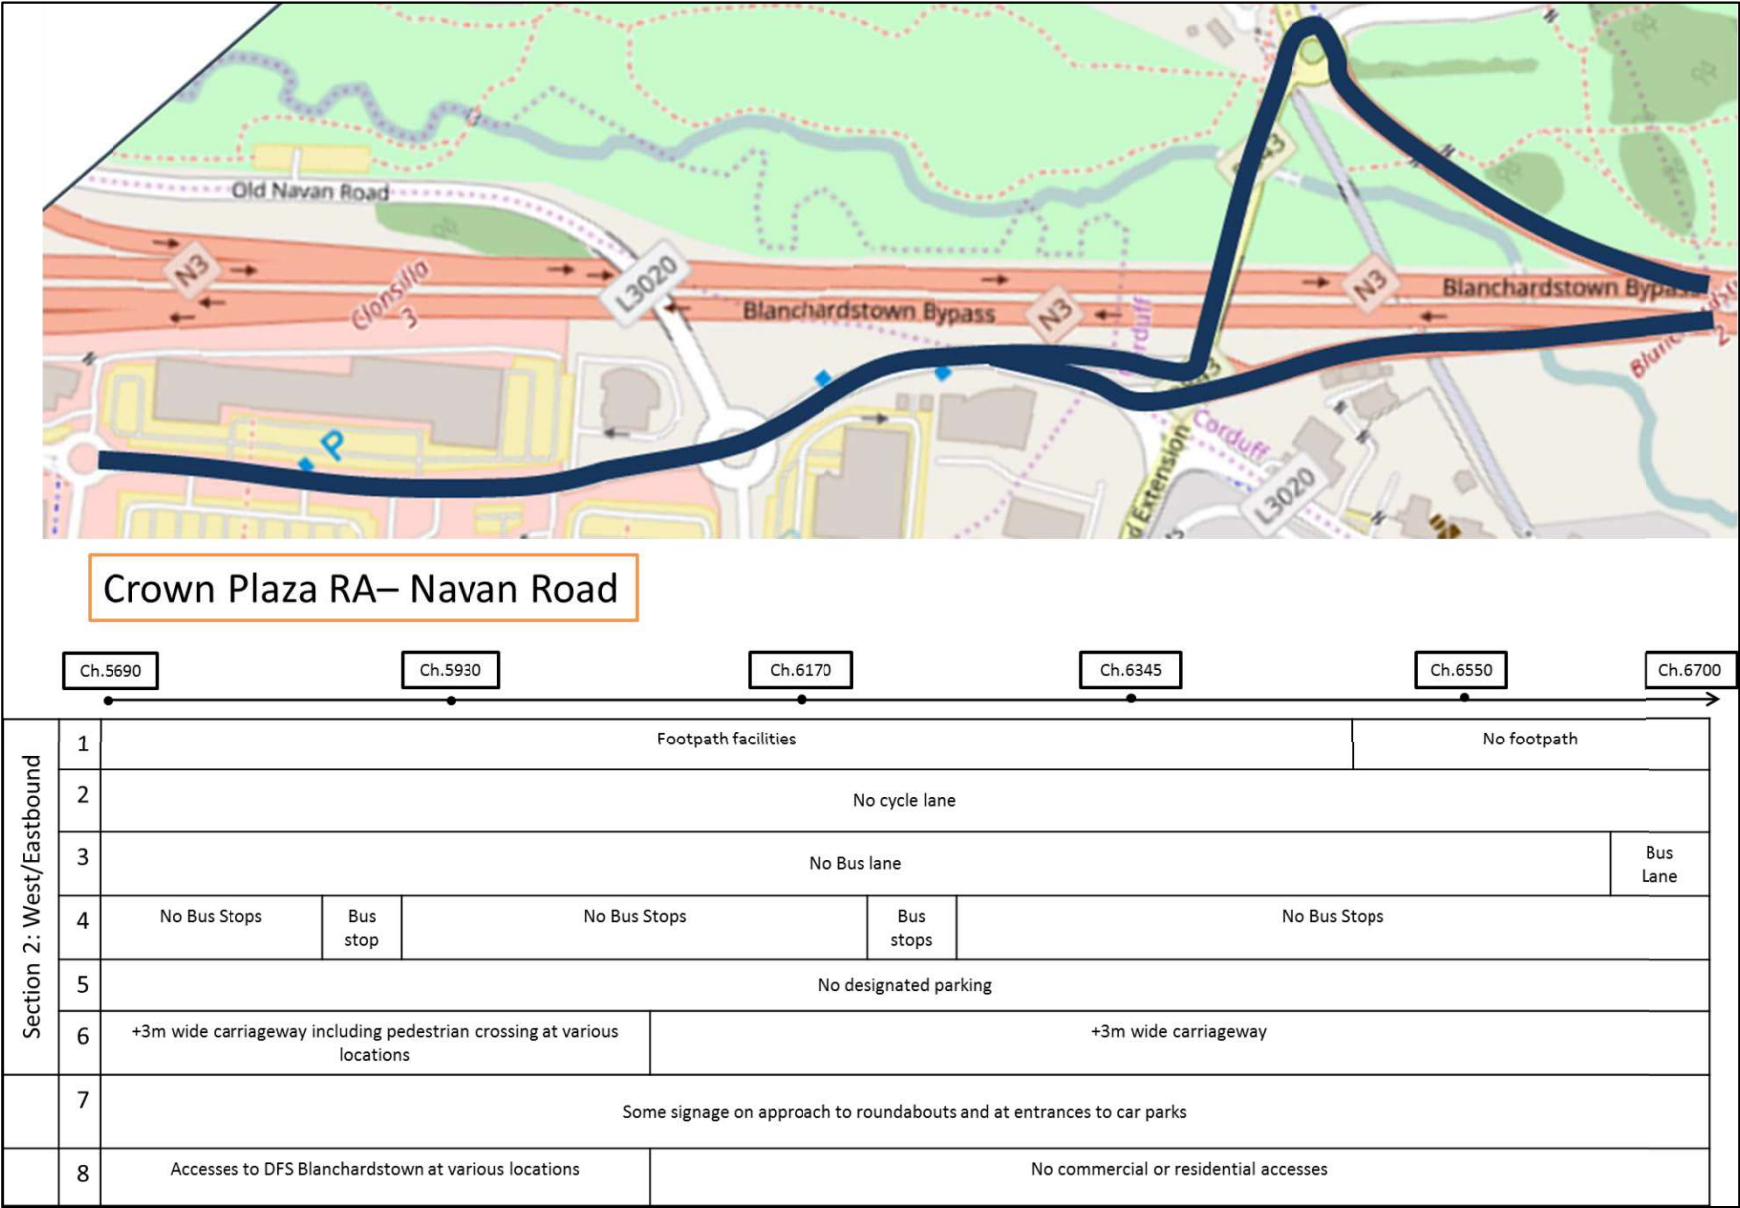 Old Navan Road
N3
Clonsilla
3
L3020
Blanchardstown Bypass
N3
N3
Blanchardstown Bypass
2
P
Corduff
L3020
d Extension
Crown Plaza RA– Navan Road
Ch.5690
Ch.5930
Ch.6170
Ch.6345
Ch.6550
Ch.6700
Section 2: West/Eastbound
1
Footpath facilities
No footpath
2
No cycle lane
3
No Bus lane
Bus
Lane
4
No Bus Stops
Bus
stop
No Bus Stops
Bus
stops
No Bus Stops
5
No designated parking
6
+3m wide carriageway including pedestrian crossing at various
locations
+3m wide carriageway
7
Some signage on approach to roundabouts and at entrances to car parks
8
Accesses to DFS Blanchardstown at various locations
No commercial or residential accesses